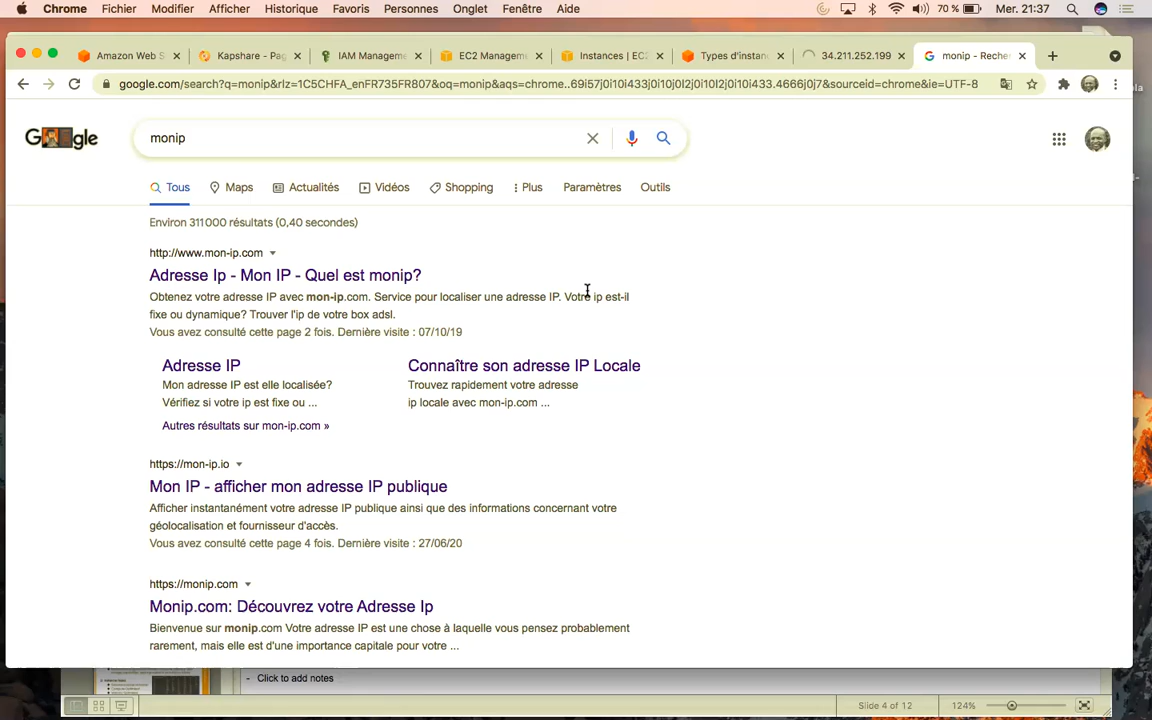 Chrome Fichier Modifier Afficher Historique Favoris Personnes Onglet Fenêtre Aide 70 % Mer. 21:37
Amazon Web S Kapshare - Pag IAM Manageme EC2 Manageme Instances | EC2 Types d'instanc 34.211.252.199 monip - Recher
google.com/search?q=monip&rlz=1C5CHFA_enFR735FR807&oq=monip&aqs=chrome..69i57j0i10i433j0i10j0l2j0i10l2j0i10i433.4666j0j7&sourceid=chrome&ie=UTF-8
Google monip
Tous Maps Actualités Vidéos Shopping Plus Paramètres Outils
Environ 311 000 résultats (0,40 secondes)
http://www.mon-ip.com
Adresse Ip - Mon IP - Quel est monip?
Obtenez votre adresse IP avec mon-ip.com. Service pour localiser une adresse IP. Votre ip est-il
fixe ou dynamique? Trouver l'ip de votre box adsl.
Vous avez consulté cette page 2 fois. Dernière visite : 07/10/19
Adresse IP Connaître son adresse IP Locale
Mon adresse IP est elle localisée? Trouvez rapidement votre adresse
Vérifiez si votre ip est fixe ou ... ip locale avec mon-ip.com ...
Autres résultats sur mon-ip.com »
https://mon-ip.io
Mon IP - afficher mon adresse IP publique
Afficher instantanément votre adresse IP publique ainsi que des informations concernant votre
géolocalisation et fournisseur d'accès.
Vous avez consulté cette page 4 fois. Dernière visite : 27/06/20
https://monip.com
Monip.com: Découvrez votre Adresse Ip
Bienvenue sur monip.com Votre adresse IP est une chose à laquelle vous pensez probablement
rarement, mais elle est d'une importance capitale pour votre ...
Click to add notes
Slide 4 of 12 124%